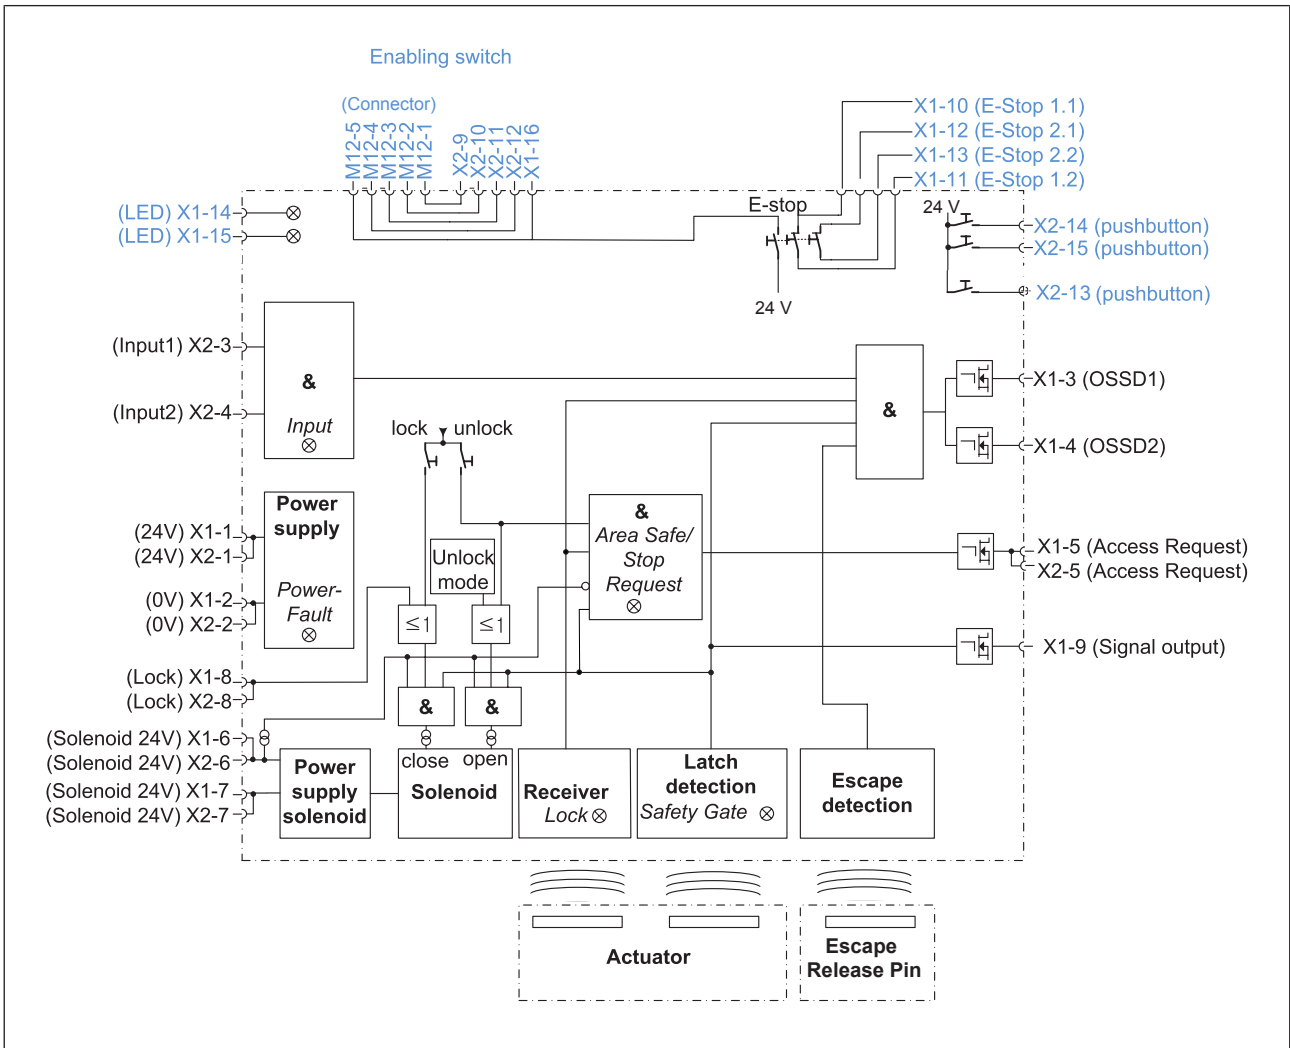 Enabling switch
(Connector)
M12-5
M12-4
M12-3
M12-2
M12-1
X2-9
X2-10
X2-11
X2-12
X1-16
X1-10 (E-Stop 1.1)
X1-12 (E-Stop 2.1)
X1-13 (E-Stop 2.2)
X1-11 (E-Stop 1.2)
(LED) X1-14
(LED) X1-15
E-stop
24 V
24 V
X2-14 (pushbutton)
X2-15 (pushbutton)
X2-13 (pushbutton)
(Input1) X2-3
(Input2) X2-4
&
Input
lock
unlock
&
X1-3 (OSSD1)
X1-4 (OSSD2)
(24V) X1-1
(24V) X2-1
(0V) X1-2
(0V) X2-2
Power
supply
Power-
Fault
Unlock
mode
≤1
≤1
&
Area Safe/
Stop
Request
X1-5 (Access Request)
X2-5 (Access Request)
X1-9 (Signal output)
(Lock) X1-8
(Lock) X2-8
&
&
(Solenoid 24V) X1-6
(Solenoid 24V) X2-6
(Solenoid 24V) X1-7
(Solenoid 24V) X2-7
Power
supply
solenoid
close
open
Solenoid
Receiver
Lock
Latch
detection
Safety Gate
Escape
detection
Actuator
Escape
Release Pin